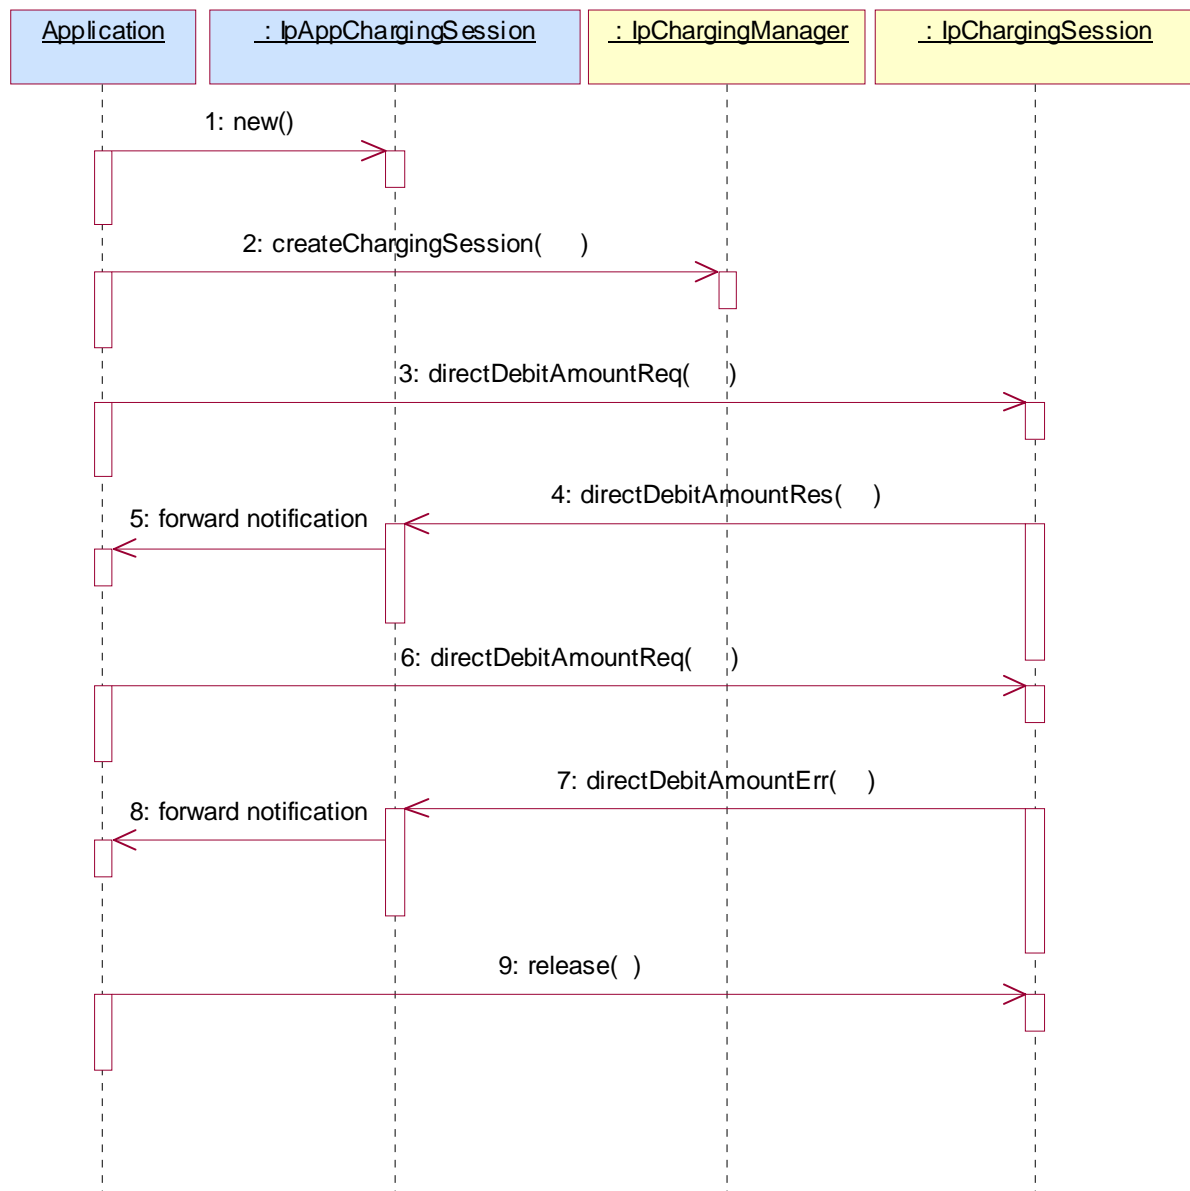 Application
: IpAppChargingSession
: IpChargingManager
: IpChargingSession
1: new()
2: createChargingSession( )
3: directDebitAmountReq( )
4: directDebitAmountRes( )
5: forward notification
6: directDebitAmountReq( )
7: directDebitAmountErr( )
8: forward notification
9: release( )